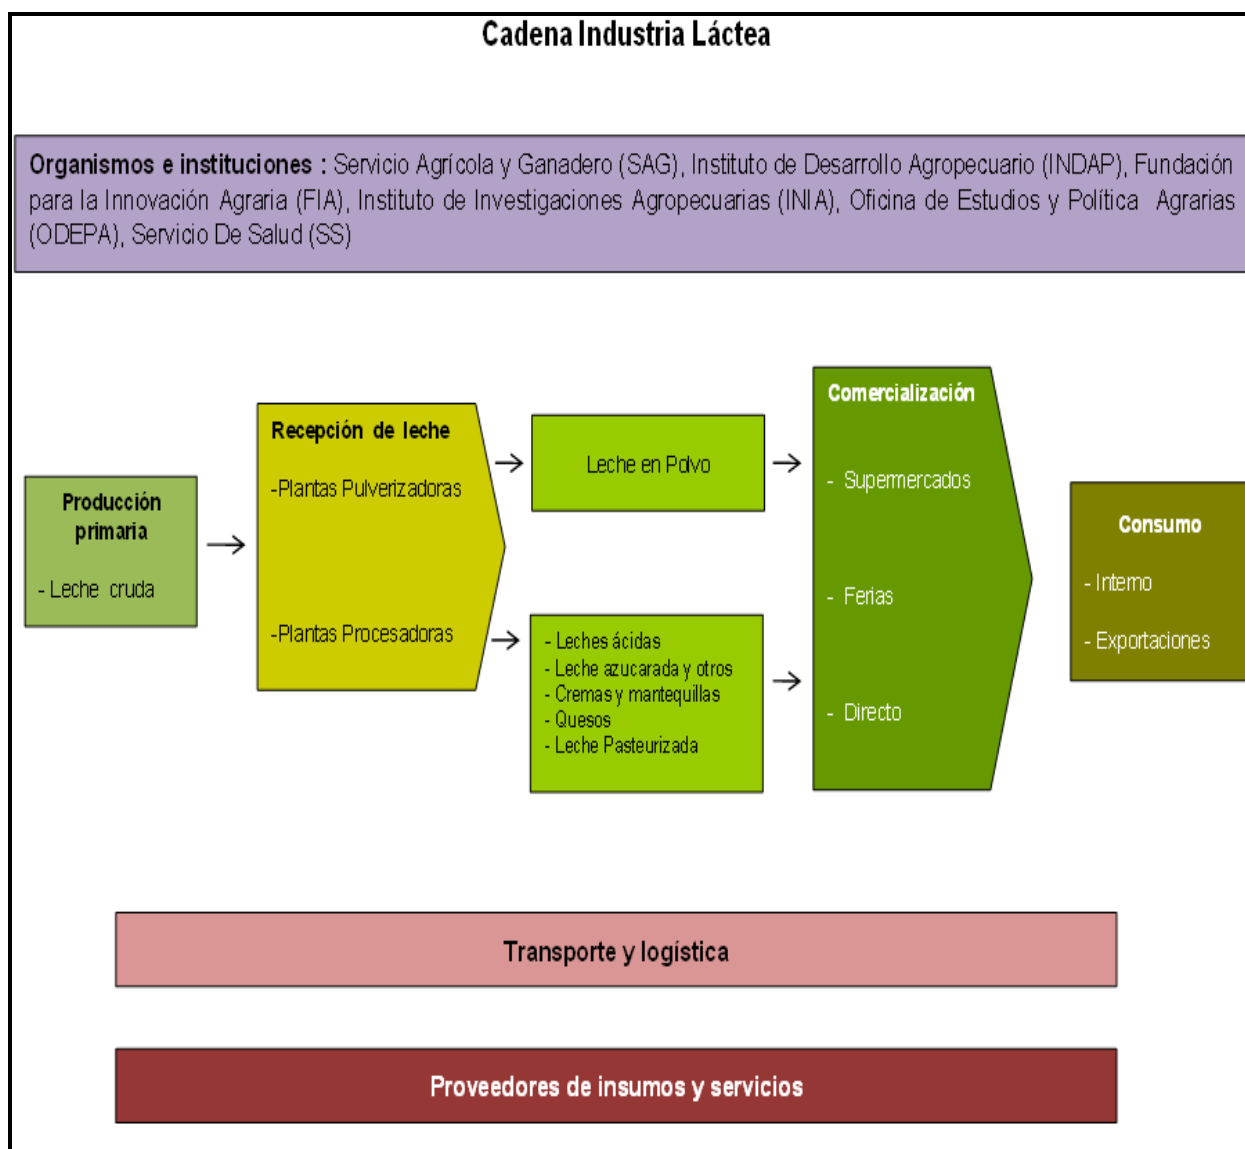 Cadena Industria Láctea
Organismos e instituciones : Servicio Agrícola y Ganadero (SAG), Instituto de Desarrollo Agropecuario (INDAP), Fundación
para la Innovación Agraria (FIA), Instituto de Investigaciones Agropecuarias (INIA), Oficina de Estudios y Política Agrarias
(ODEPA), Servicio De Salud (SS)
Producción
primaria
- Leche cruda
Recepción de leche
-Plantas Pulverizadoras
-Plantas Procesadoras
Leche en Polvo
- Leches ácidas
- Leche azucarada y otros
- Cremas y mantequillas
- Quesos
- Leche Pasteurizada
Comercialización
- Supermercados
- Ferias
- Directo
Consumo
- Interno
- Exportaciones
Transporte y logística
Proveedores de insumos y servicios